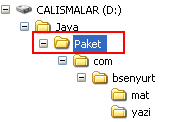 CALISMALAR (D:)
Java
Paket
com
bsenyurt
mat
yazi